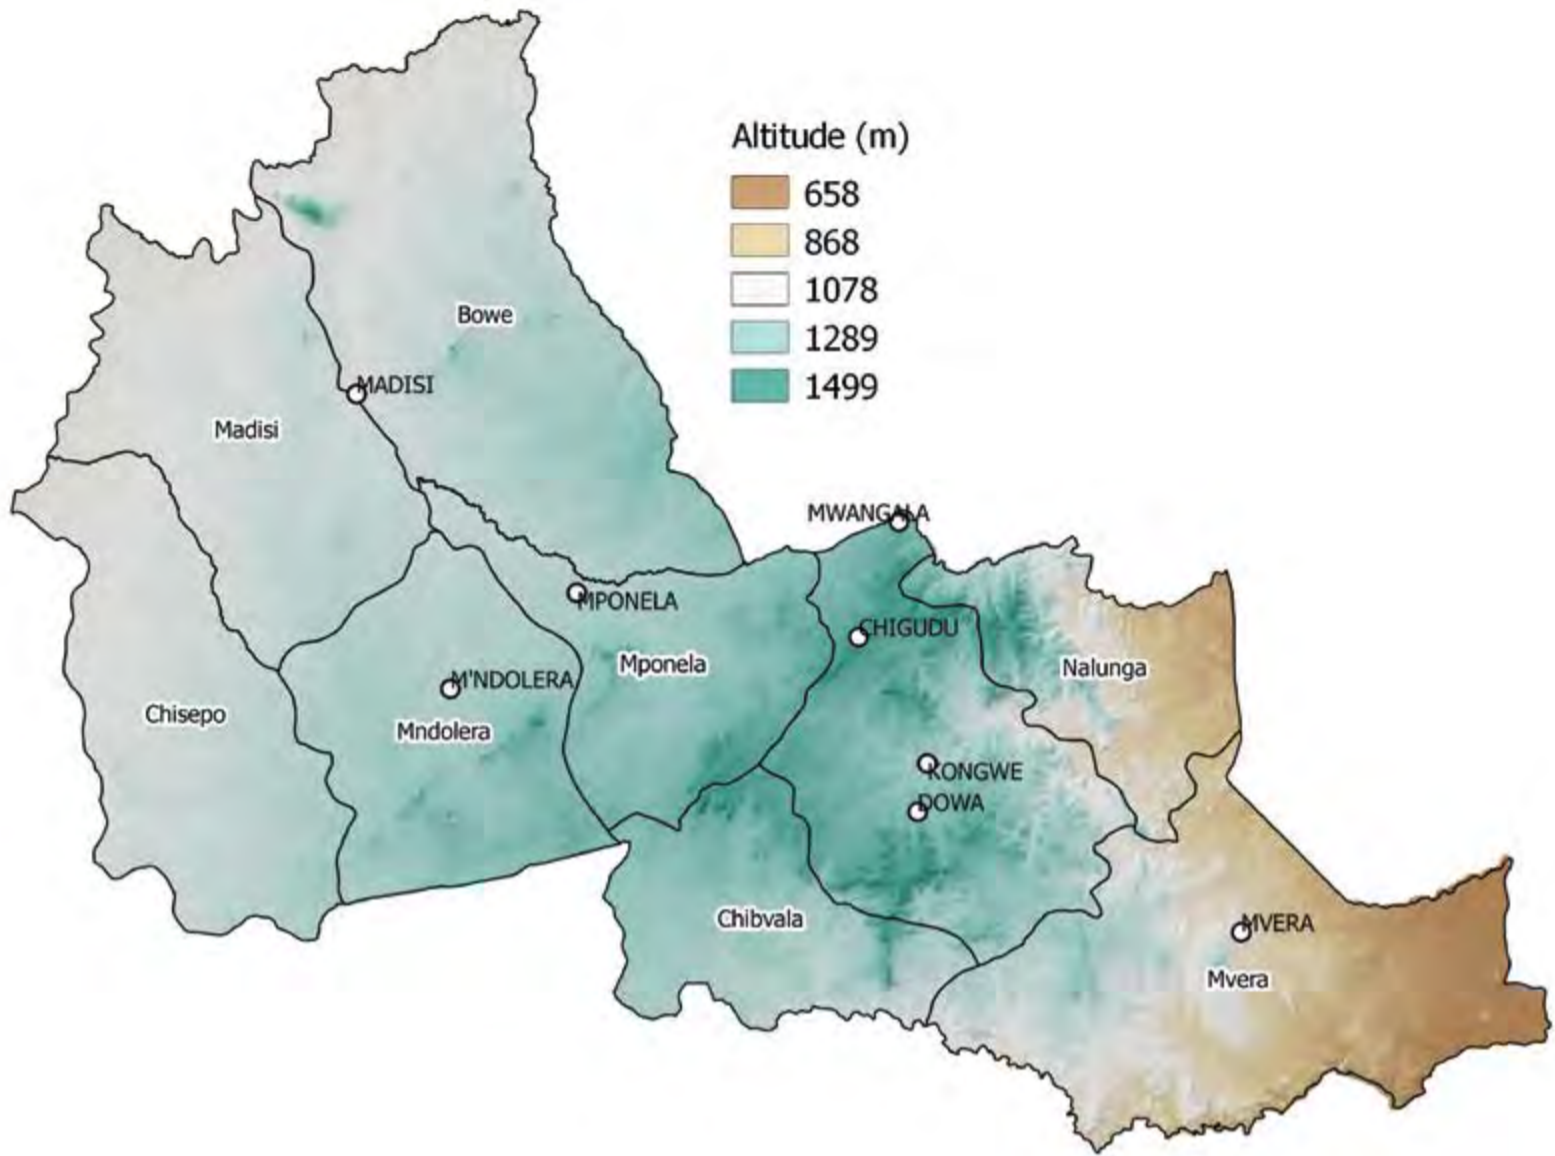 Altitude (m)
658
868
1078
1289
1499
Bowe
MADISI
Madisi
MWANGALA
MPONELA
CHIGUDU
Mponela
Nalunga
M'NDOLERA
Chisepo
Mndolera
KONGWE
DOWA
Chibvala
MVERA
Mvera